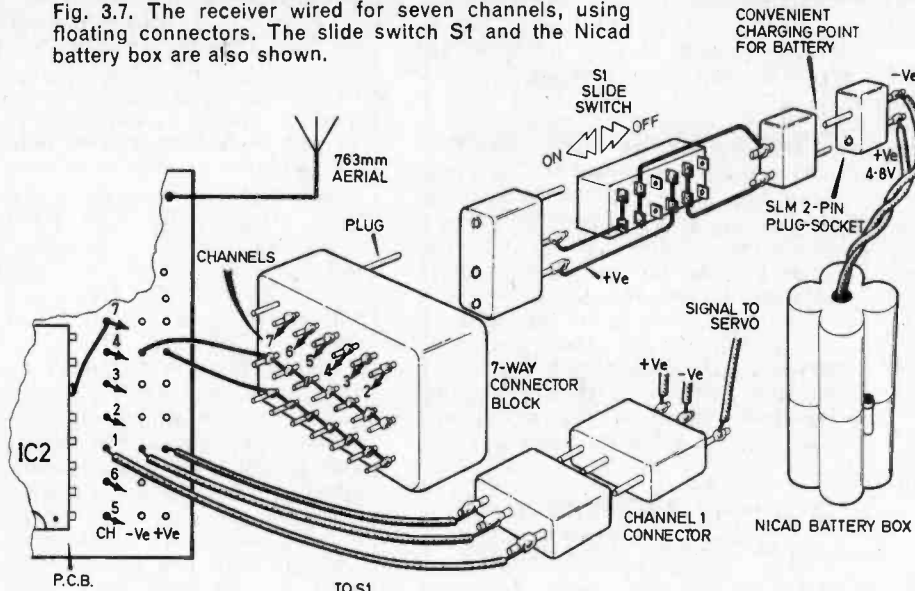 Fig. 3.7. The receiver wired for seven channels, using
floating connectors. The slide switch S1 and the Nicad
battery box are also shown.
CONVENIENT
CHARGING POINT
FOR BATTERY
-Ve
S1
SLIDE
SWITCH
ON
OFF
763mm
AERIAL
+Ve
4·8V
SLM 2-PIN
PLUG-SOCKET
PLUG
CHANNELS
+Ve
SIGNAL TO
SERVO
7
6
5
4
3
2
7-WAY
CONNECTOR
BLOCK
+Ve
-Ve
7
4
3
2
1
6
5
IC2
CH -Ve +Ve
CHANNEL 1
CONNECTOR
NICAD BATTERY BOX
P.C.B.
TO S1